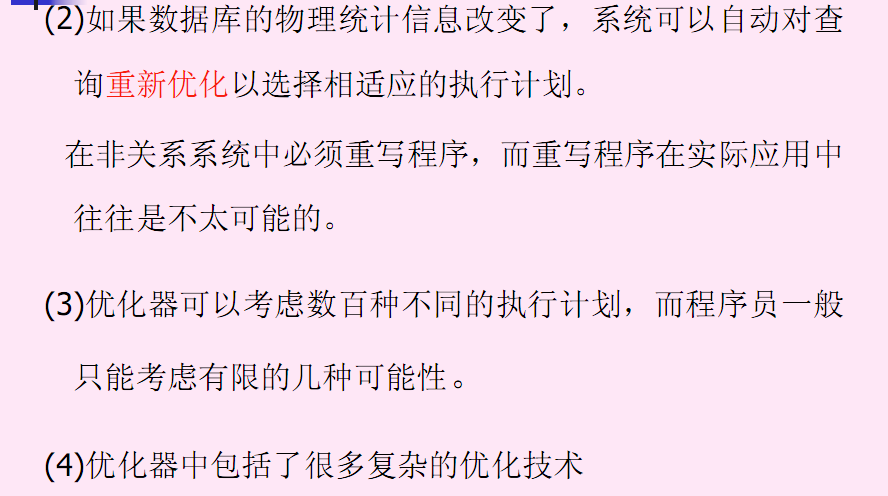 (2)如果数据库的物理统计信息改变了，系统可以自动对查
询重新优化以选择相适应的执行计划。
在非关系系统中必须重写程序，而重写程序在实际应用中
往往是不太可能的。
(3)优化器可以考虑数百种不同的执行计划，而程序员一般
只能考虑有限的几种可能性。
(4)优化器中包括了很多复杂的优化技术